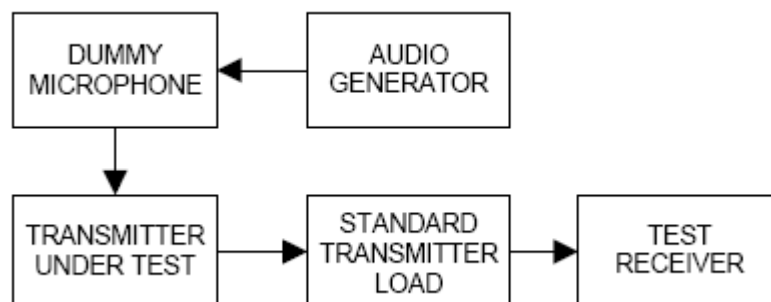 DUMMY
MICROPHONE
AUDIO
GENERATOR
TRANSMITTER
UNDER TEST
STANDARD
TRANSMITTER
LOAD
TEST
RECEIVER